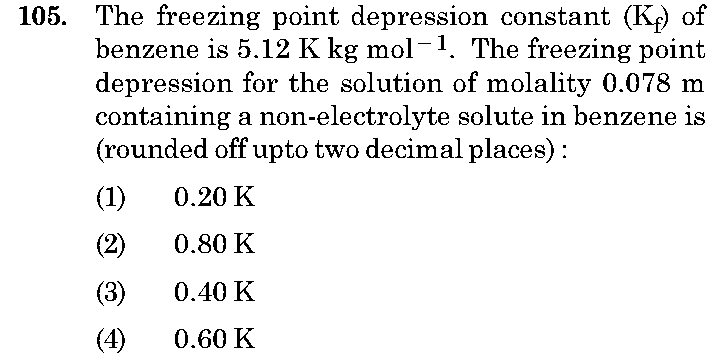 105. The freezing point depression constant (Kf) of
benzene is 5.12 K kg mol−1. The freezing point
depression for the solution of molality 0.078 m
containing a non-electrolyte solute in benzene is
(rounded off upto two decimal places) :
(1) 0.20 K
(2) 0.80 K
(3) 0.40 K
(4) 0.60 K